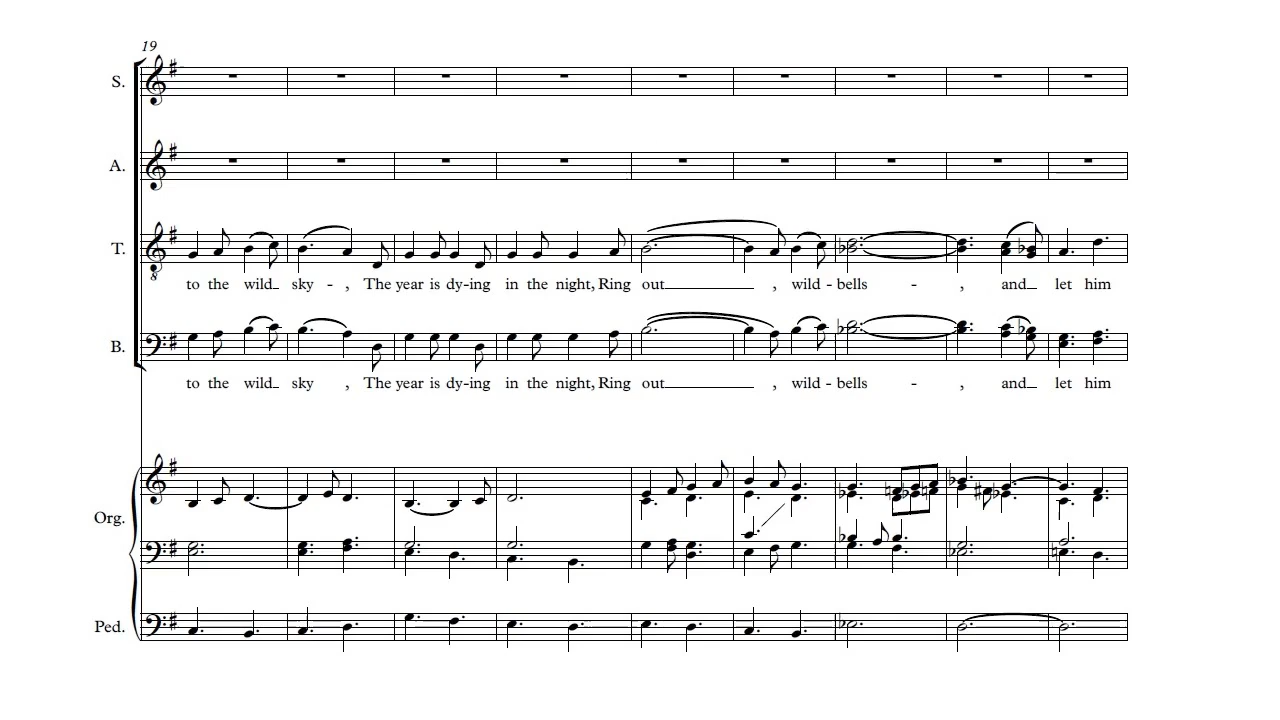 19
S.
A.
T.
to the wild_ sky - , The year is dy-ing in the night, Ring out_ , wild - bells - , and_ let him
B.
to the wild_ sky , The year is dy-ing in the night, Ring out_ , wild - bells - , and_ let him
Org.
Ped.